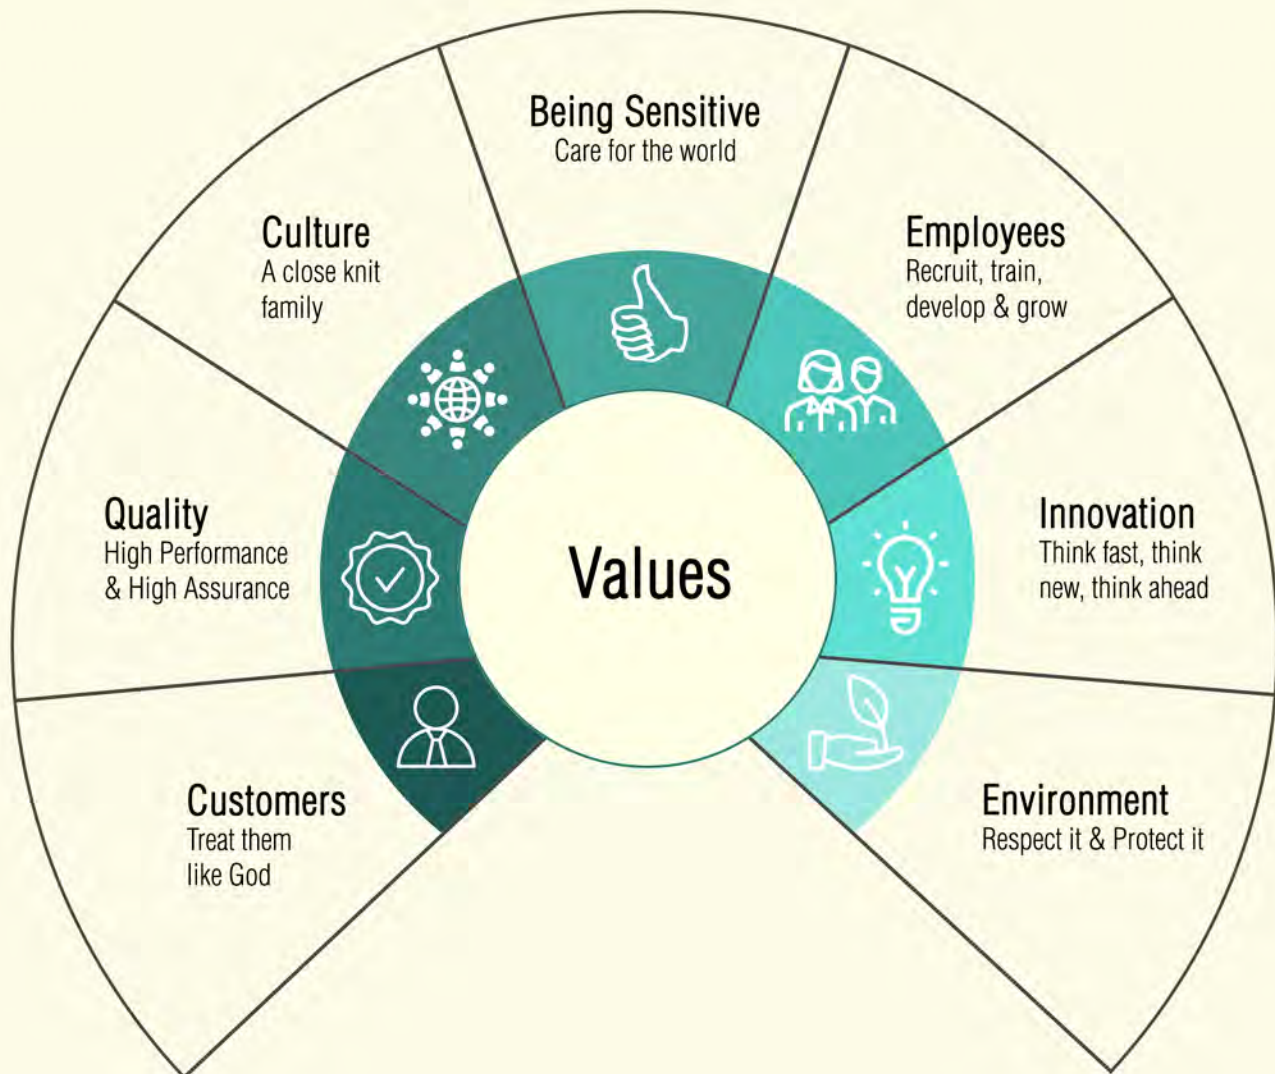 Being Sensitive
Care for the world
Culture
A close knit
family
Employees
Recruit, train,
develop & grow
Quality
High Performance
& High Assurance
Values
Innovation
Think fast, think
new, think ahead
Customers
Treat them
like God
Environment
Respect it & Protect it